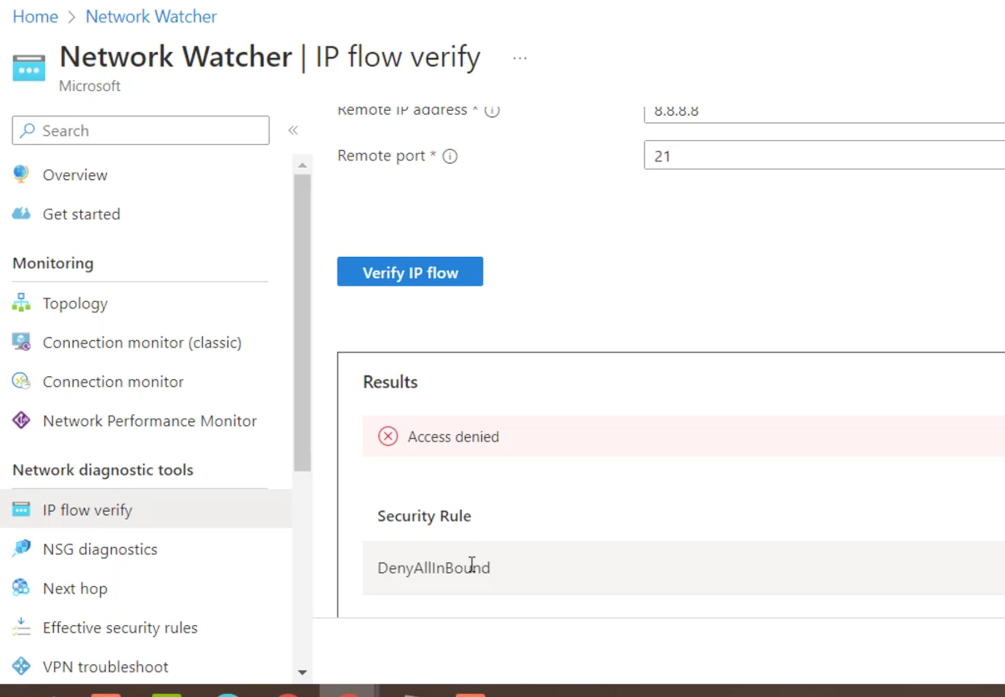 Home > Network Watcher
Network Watcher | IP flow verify ...
Microsoft
Search
«
Overview
Get started
Monitoring
Topology
Connection monitor (classic)
Connection monitor
Network Performance Monitor
Network diagnostic tools
IP flow verify
NSG diagnostics
Next hop
Effective security rules
VPN troubleshoot
Remote IP address * 8.8.8.8
Remote port * 21
Verify IP flow
Results
Access denied
Security Rule
DenyAllInBound